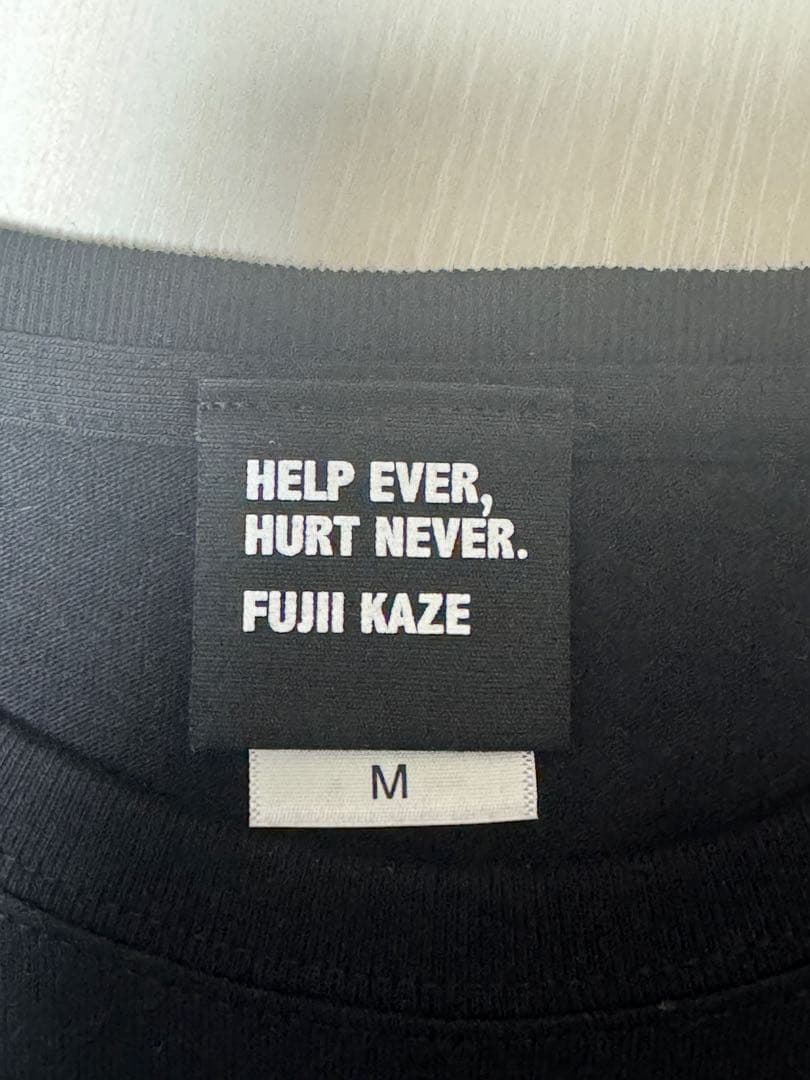 HELP EVER,
HURT NEVER.
FUJII KAZE
M